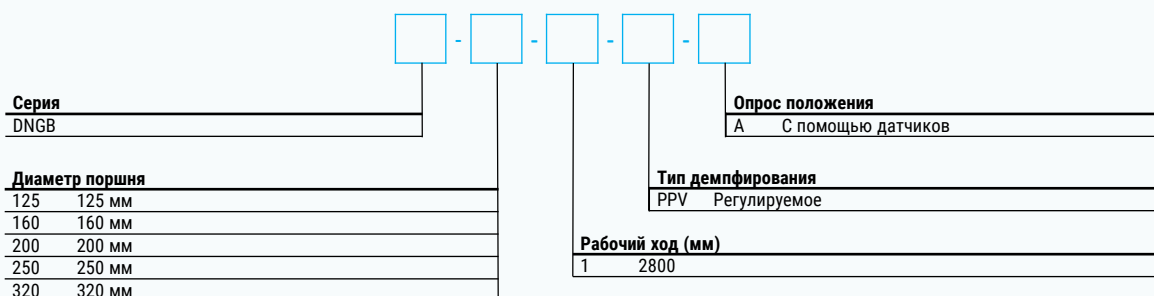 - - - -
Серия
DNGB
Диаметр поршня
125 125 мм
160 160 мм
200 200 мм
250 250 мм
320 320 мм
Рабочий ход (мм)
1 2800
Тип демпфирования
PPV Регулируемое
Опрос положения
A С помощью датчиков